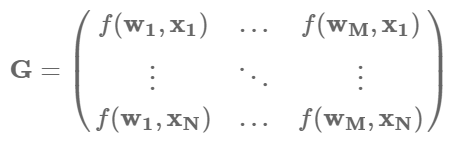 f(w₁, x₁) … f(w_M, x₁)
G = ⋮ ⋱ ⋮
f(w₁, x_N) … f(w_M, x_N)